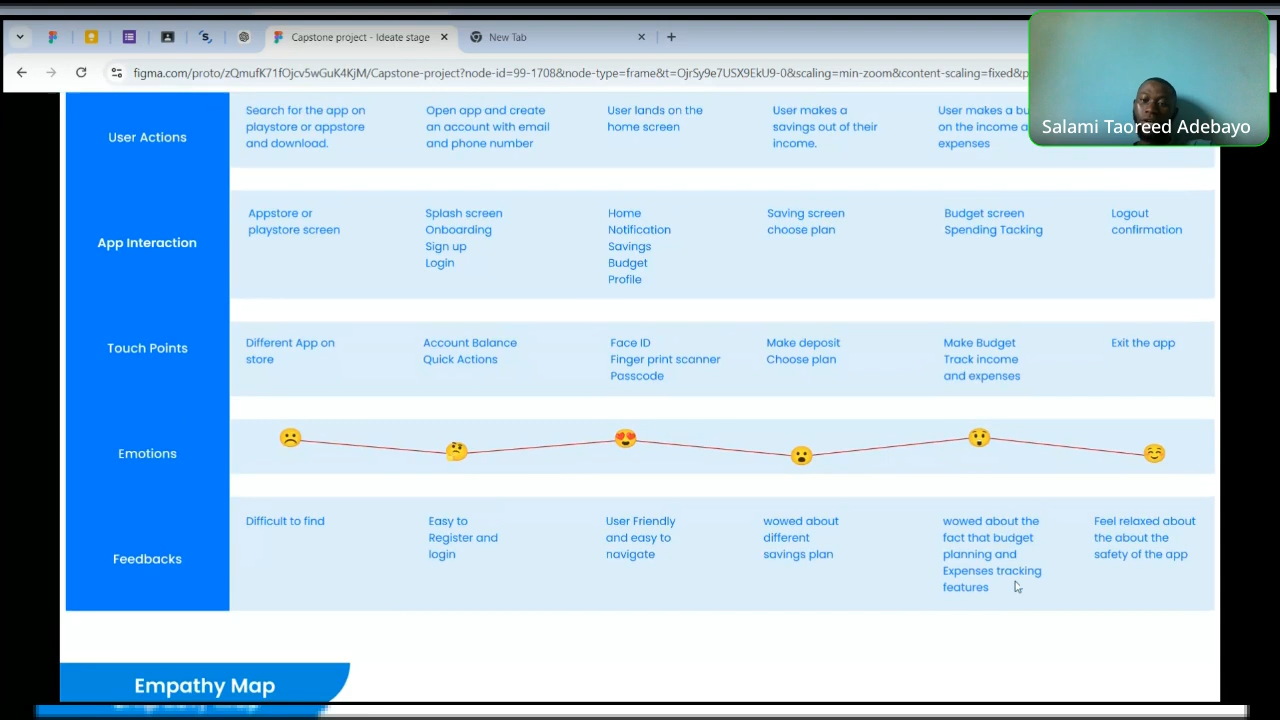 Capstone project - Ideate stage
New Tab
figma.com/proto/zQmufK71fOjcv5wGuK4KjM/Capstone-project?node-id=99-1708&node-type=frame&t=OjrSy9e7USX9EkU9-0&scaling=min-zoom&content-scaling=fixed&p
Salami Taoreed Adebayo
User Actions
Search for the app on
playstore or appstore
and download.
Open app and create
an account with email
and phone number
User lands on the
home screen
User makes a
savings out of their
income.
User makes a bu
on the income a
expenses
App Interaction
Appstore or
playstore screen
Splash screen
Onboarding
Sign up
Login
Home
Notification
Savings
Budget
Profile
Saving screen
choose plan
Budget screen
Spending Tacking
Logout
confirmation
Touch Points
Different App on
store
Account Balance
Quick Actions
Face ID
Finger print scanner
Passcode
Make deposit
Choose plan
Make Budget
Track income
and expenses
Exit the app
Emotions
Feedbacks
Difficult to find
Easy to
Register and
login
User Friendly
and easy to
navigate
wowed about
different
savings plan
wowed about the
fact that budget
planning and
Expenses tracking
features
Feel relaxed about
the about the
safety of the app
Empathy Map